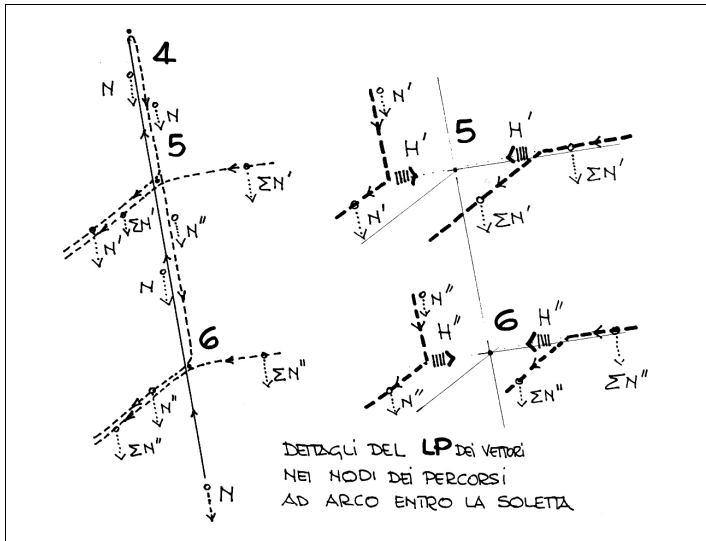 4
N
N
5
ΣN'
N'
ΣN'
N"
N
6
ΣN"
N"
ΣN"
N
N'
H'
5
H'
ΣN'
N'
ΣN'
N"
H"
6
H"
N"
ΣN"
ΣN"
DETTAGLI DEL LP DEI VETTORI
NEI NODI DEI PERCORSI
AD ARCO ENTRO LA SOLETTA